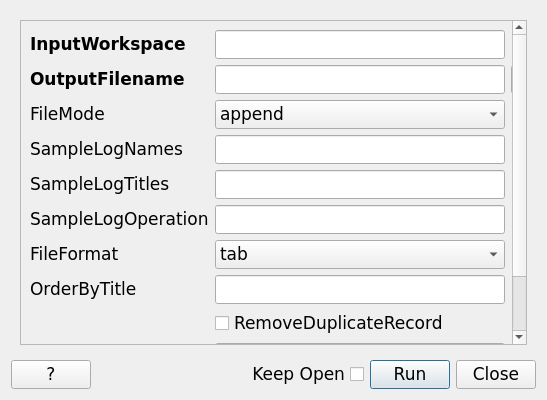 InputWorkspace
OutputFilename
FileMode append
SampleLogNames
SampleLogTitles
SampleLogOperation
FileFormat tab
OrderByTitle
RemoveDuplicateRecord
? Keep Open Run Close